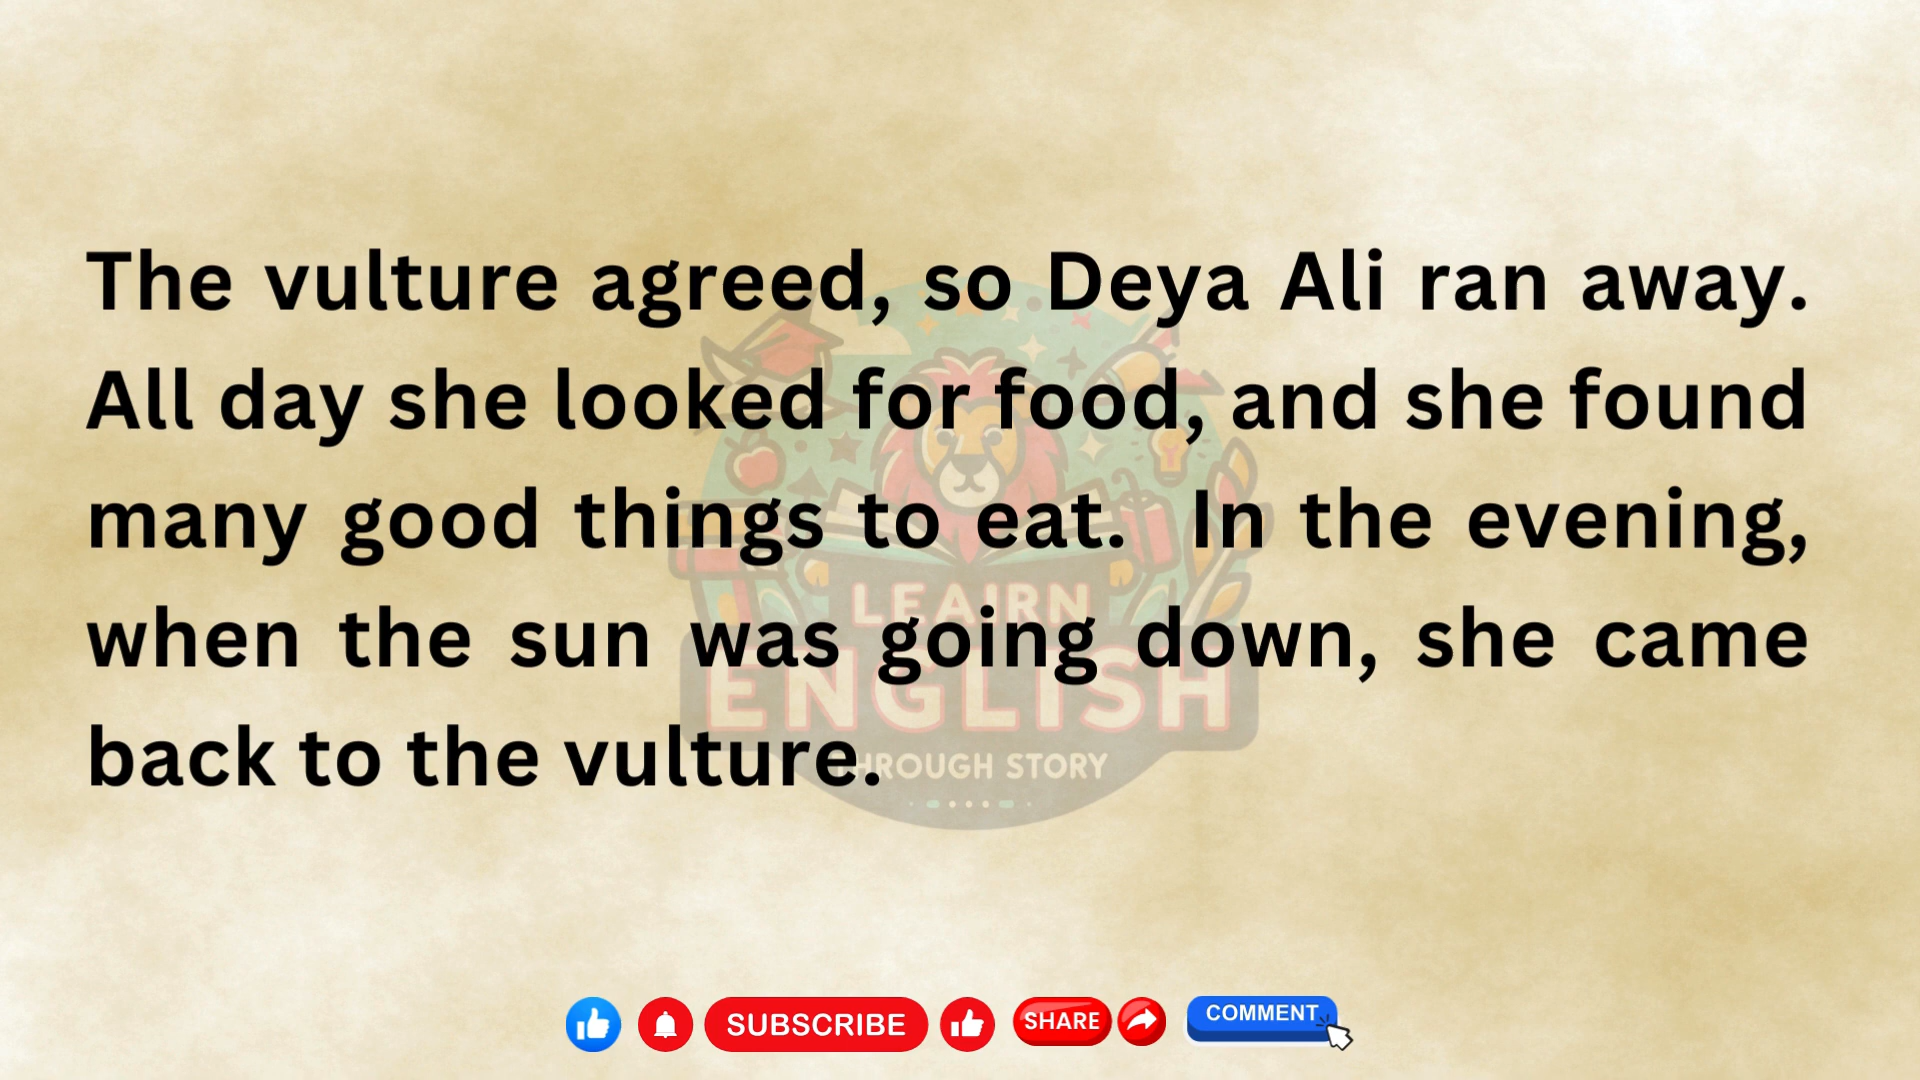 The vulture agreed, so Deya Ali ran away.
All day she looked for food, and she found
many good things to eat. In the evening,
when the sun was going down, she came
back to the vulture.
LEAIRN
ENGLISH
THROUGH STORY
SUBSCRIBE
SHARE
COMMENT